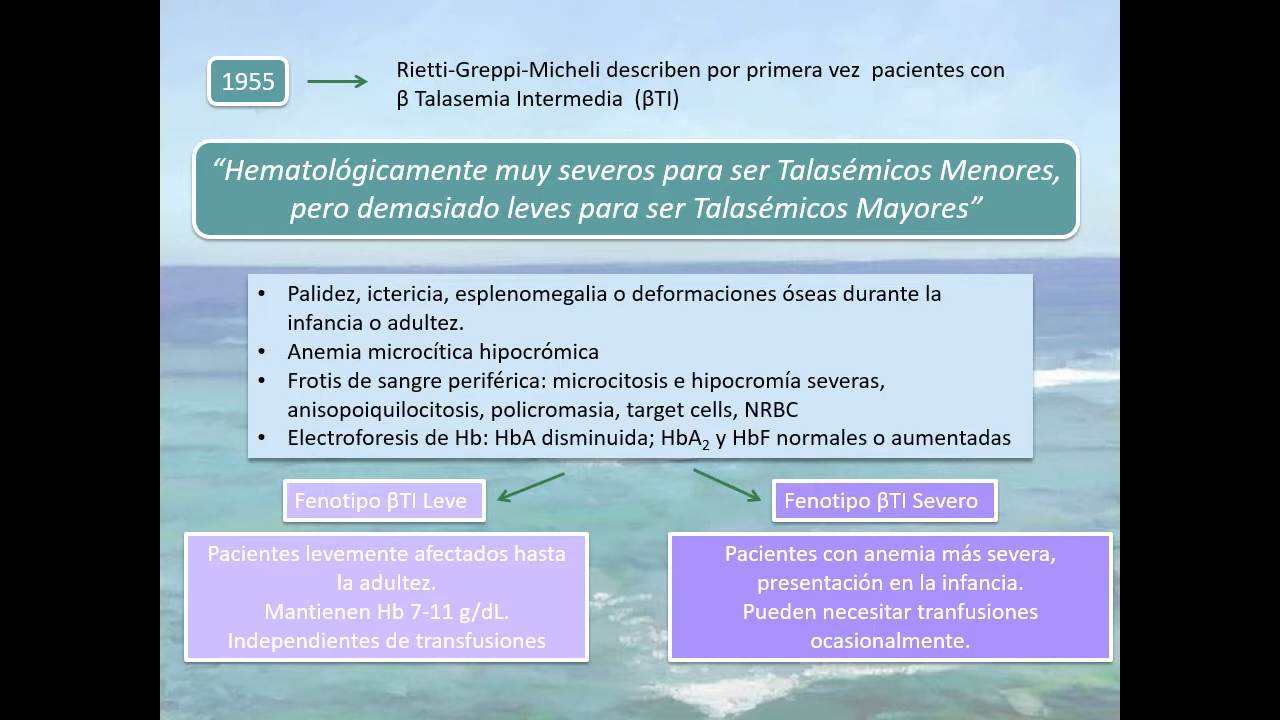 1955
Rietti-Greppi-Micheli describen por primera vez pacientes con
β Talasemia Intermedia (βTI)
“Hematológicamente muy severos para ser Talasémicos Menores,
pero demasiado leves para ser Talasémicos Mayores”
• Palidez, ictericia, esplenomegalia o deformaciones óseas durante la
infancia o adultez.
• Anemia microcítica hipocrómica
• Frotis de sangre periférica: microcitosis e hipocromía severas,
anisopoiquilocitosis, policromasia, target cells, NRBC
• Electroforesis de Hb: HbA disminuida; HbA₂ y HbF normales o aumentadas
Fenotipo βTI Leve
Pacientes levemente afectados hasta
la adultez.
Mantienen Hb 7-11 g/dL.
Independientes de transfusiones
Fenotipo βTI Severo
Pacientes con anemia más severa,
presentación en la infancia.
Pueden necesitar tranfusiones
ocasionalmente.